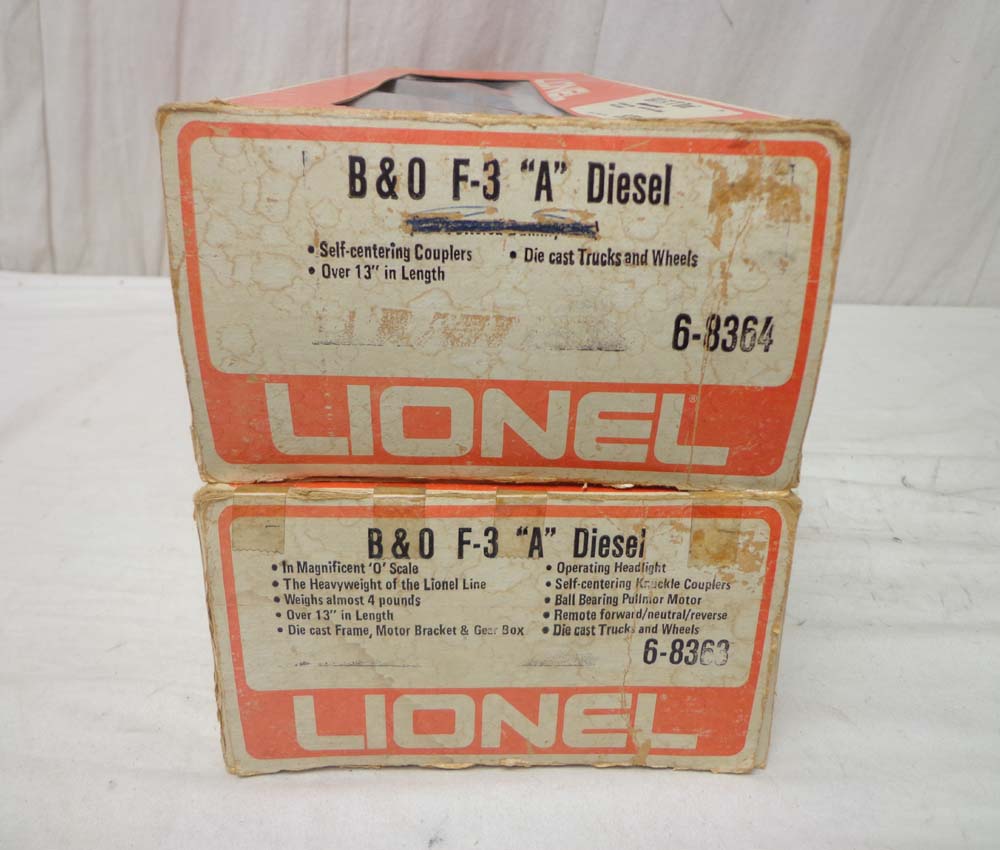 LIONEL
B & O F-3 "A" Diesel
• Self-centering Couplers
• Over 13" in Length
• Die cast Trucks and Wheels
6-8364
LIONEL®
B & O F-3 "A" Diesel
• In Magnificent 'O' Scale
• The Heavyweight of the Lionel Line
• Weighs almost 4 pounds
• Over 13" in Length
• Die cast Frame, Motor Bracket & Gear Box
• Operating Headlight
• Self-centering Knuckle Couplers
• Ball Bearing Pullmor Motor
• Remote forward/neutral/reverse
• Die cast Trucks and Wheels
6-8363
LIONEL